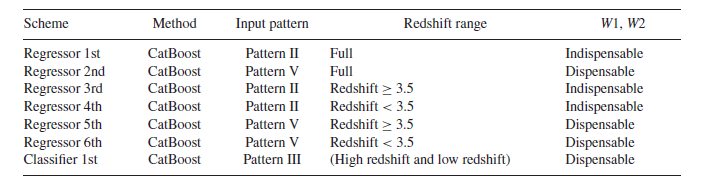 Scheme Method Input pattern Redshift range W1, W2
Regressor 1st CatBoost Pattern II Full Indispensable
Regressor 2nd CatBoost Pattern V Full Dispensable
Regressor 3rd CatBoost Pattern II Redshift ≥ 3.5 Indispensable
Regressor 4th CatBoost Pattern II Redshift < 3.5 Indispensable
Regressor 5th CatBoost Pattern V Redshift ≥ 3.5 Dispensable
Regressor 6th CatBoost Pattern V Redshift < 3.5 Dispensable
Classifier 1st CatBoost Pattern III (High redshift and low redshift) Dispensable